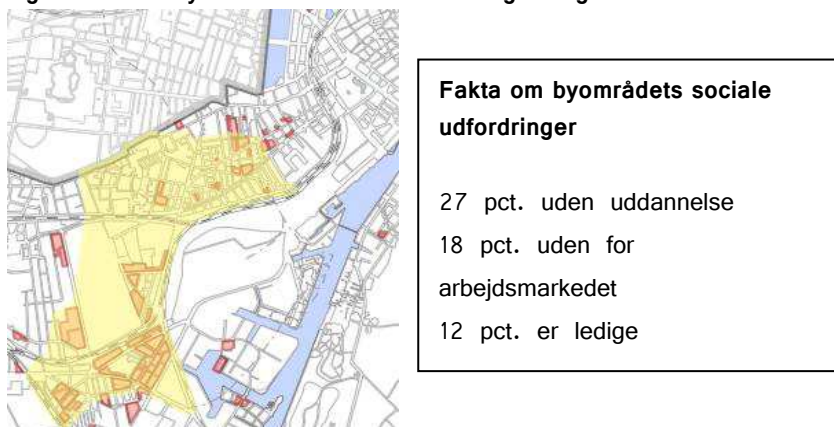 Fakta om byområdets sociale
udfordringer
27 pct. uden uddannelse
18 pct. uden for
arbejdsmarkedet
12 pct. er ledige